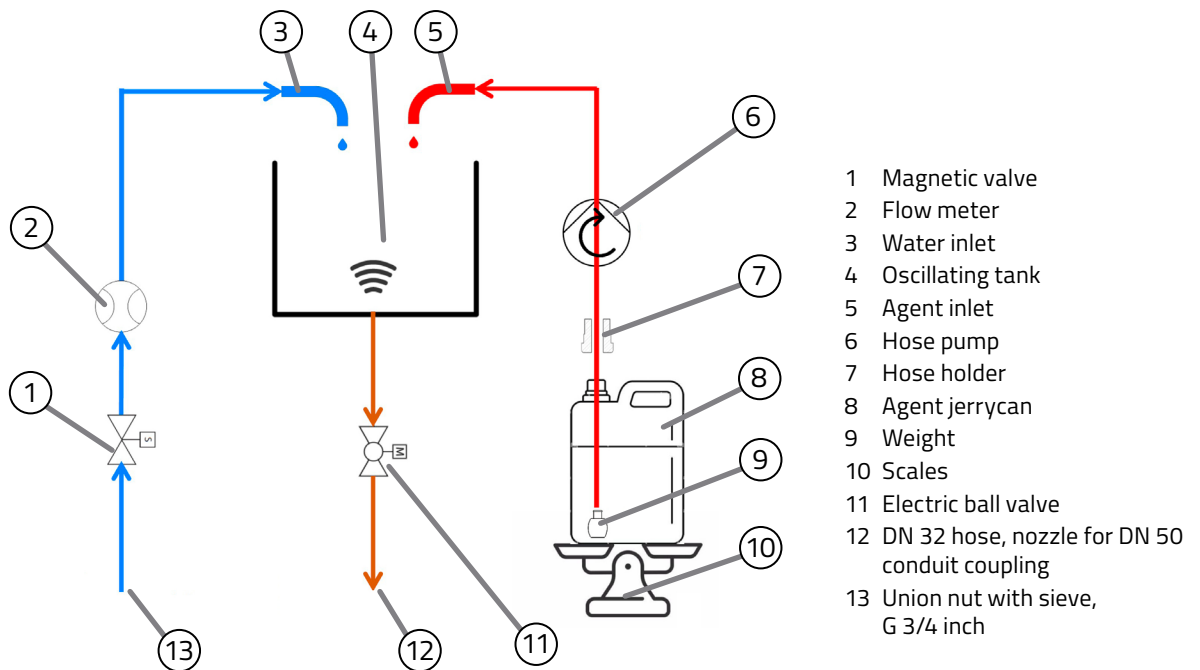 3
4
5
6
2
7
1
8
9
10
13
12
11
S
M
1 Magnetic valve
2 Flow meter
3 Water inlet
4 Oscillating tank
5 Agent inlet
6 Hose pump
7 Hose holder
8 Agent jerrycan
9 Weight
10 Scales
11 Electric ball valve
12 DN 32 hose, nozzle for DN 50
conduit coupling
13 Union nut with sieve,
G 3/4 inch